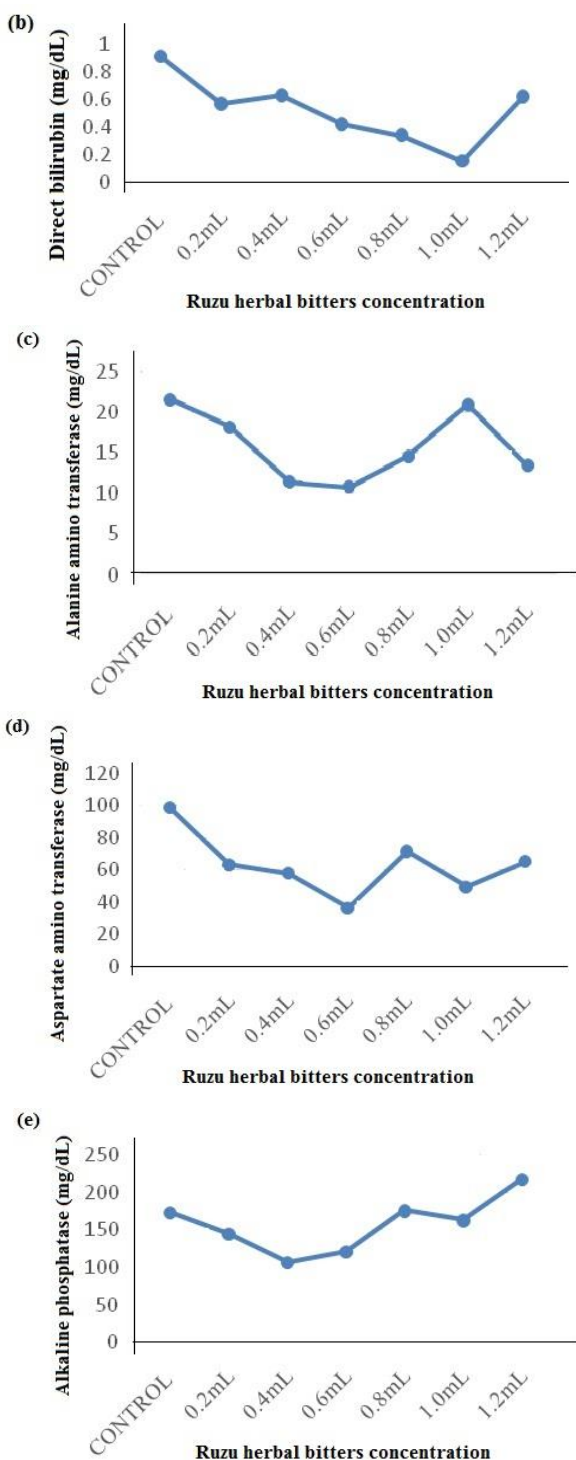 (b)
Direct bilirubin (mg/dL)
1
0.8
0.6
0.4
0.2
0
CONTROL
0.2mL
0.4mL
0.6mL
0.8mL
1.0mL
1.2mL
Ruzu herbal bitters concentration
(c)
Alanine amino transferase (mg/dL)
25
20
15
10
5
0
CONTROL
0.2mL
0.4mL
0.6mL
0.8mL
1.0mL
1.2mL
Ruzu herbal bitters concentration
(d)
Aspartate amino transferase (mg/dL)
120
100
80
60
40
20
0
CONTROL
0.2mL
0.4mL
0.6mL
0.8mL
1.0mL
1.2mL
Ruzu herbal bitters concentration
(e)
Alkaline phosphatase (mg/dL)
250
200
150
100
50
0
CONTROL
0.2mL
0.4mL
0.6mL
0.8mL
1.0mL
1.2mL
Ruzu herbal bitters concentration